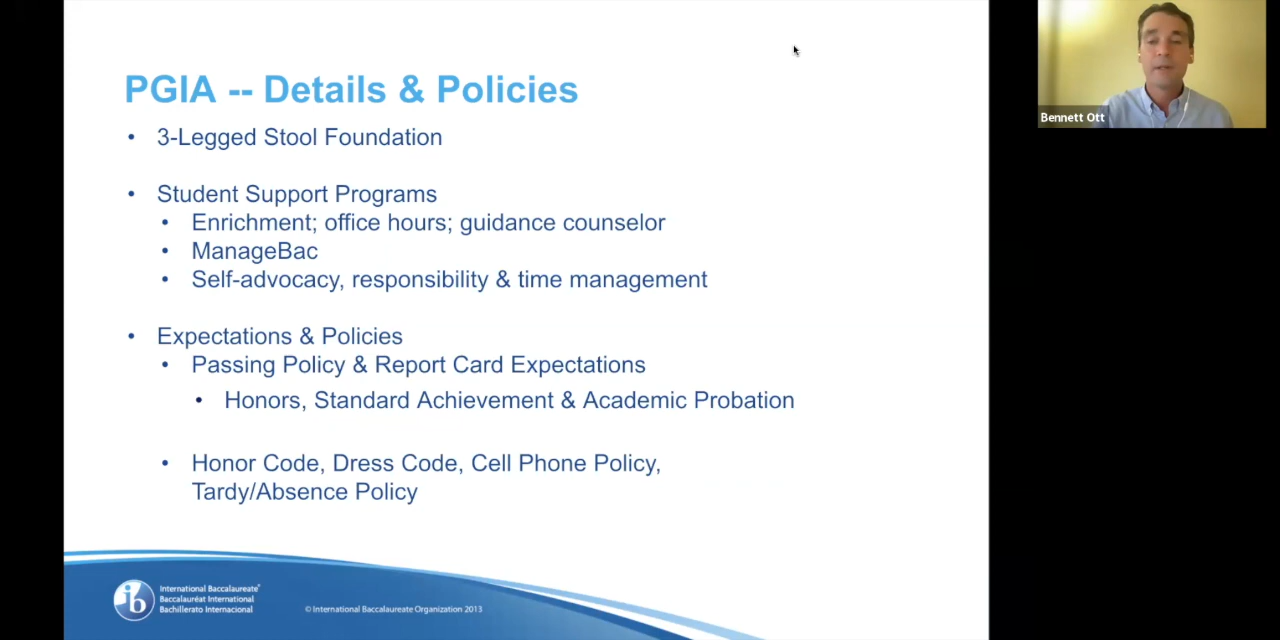 PGIA -- Details & Policies
• 3-Legged Stool Foundation
• Student Support Programs
• Enrichment; office hours; guidance counselor
• ManageBac
• Self-advocacy, responsibility & time management
• Expectations & Policies
• Passing Policy & Report Card Expectations
• Honors, Standard Achievement & Academic Probation
• Honor Code, Dress Code, Cell Phone Policy,
Tardy/Absence Policy
Bennett Ott
ib
International Baccalaureate®
Baccalauréat International
Bachillerato Internacional
© International Baccalaureate Organization 2013